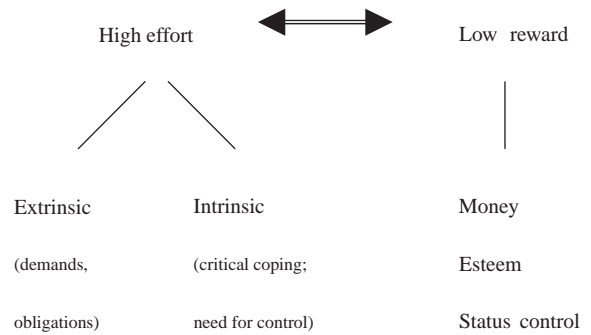 High effort
Low reward
Extrinsic
(demands,
obligations)
Intrinsic
(critical coping;
need for control)
Money
Esteem
Status control